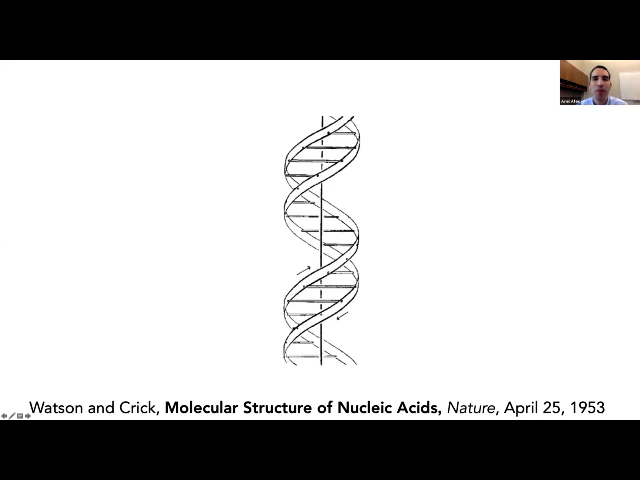 Watson and Crick, Molecular Structure of Nucleic Acids, Nature, April 25, 1953